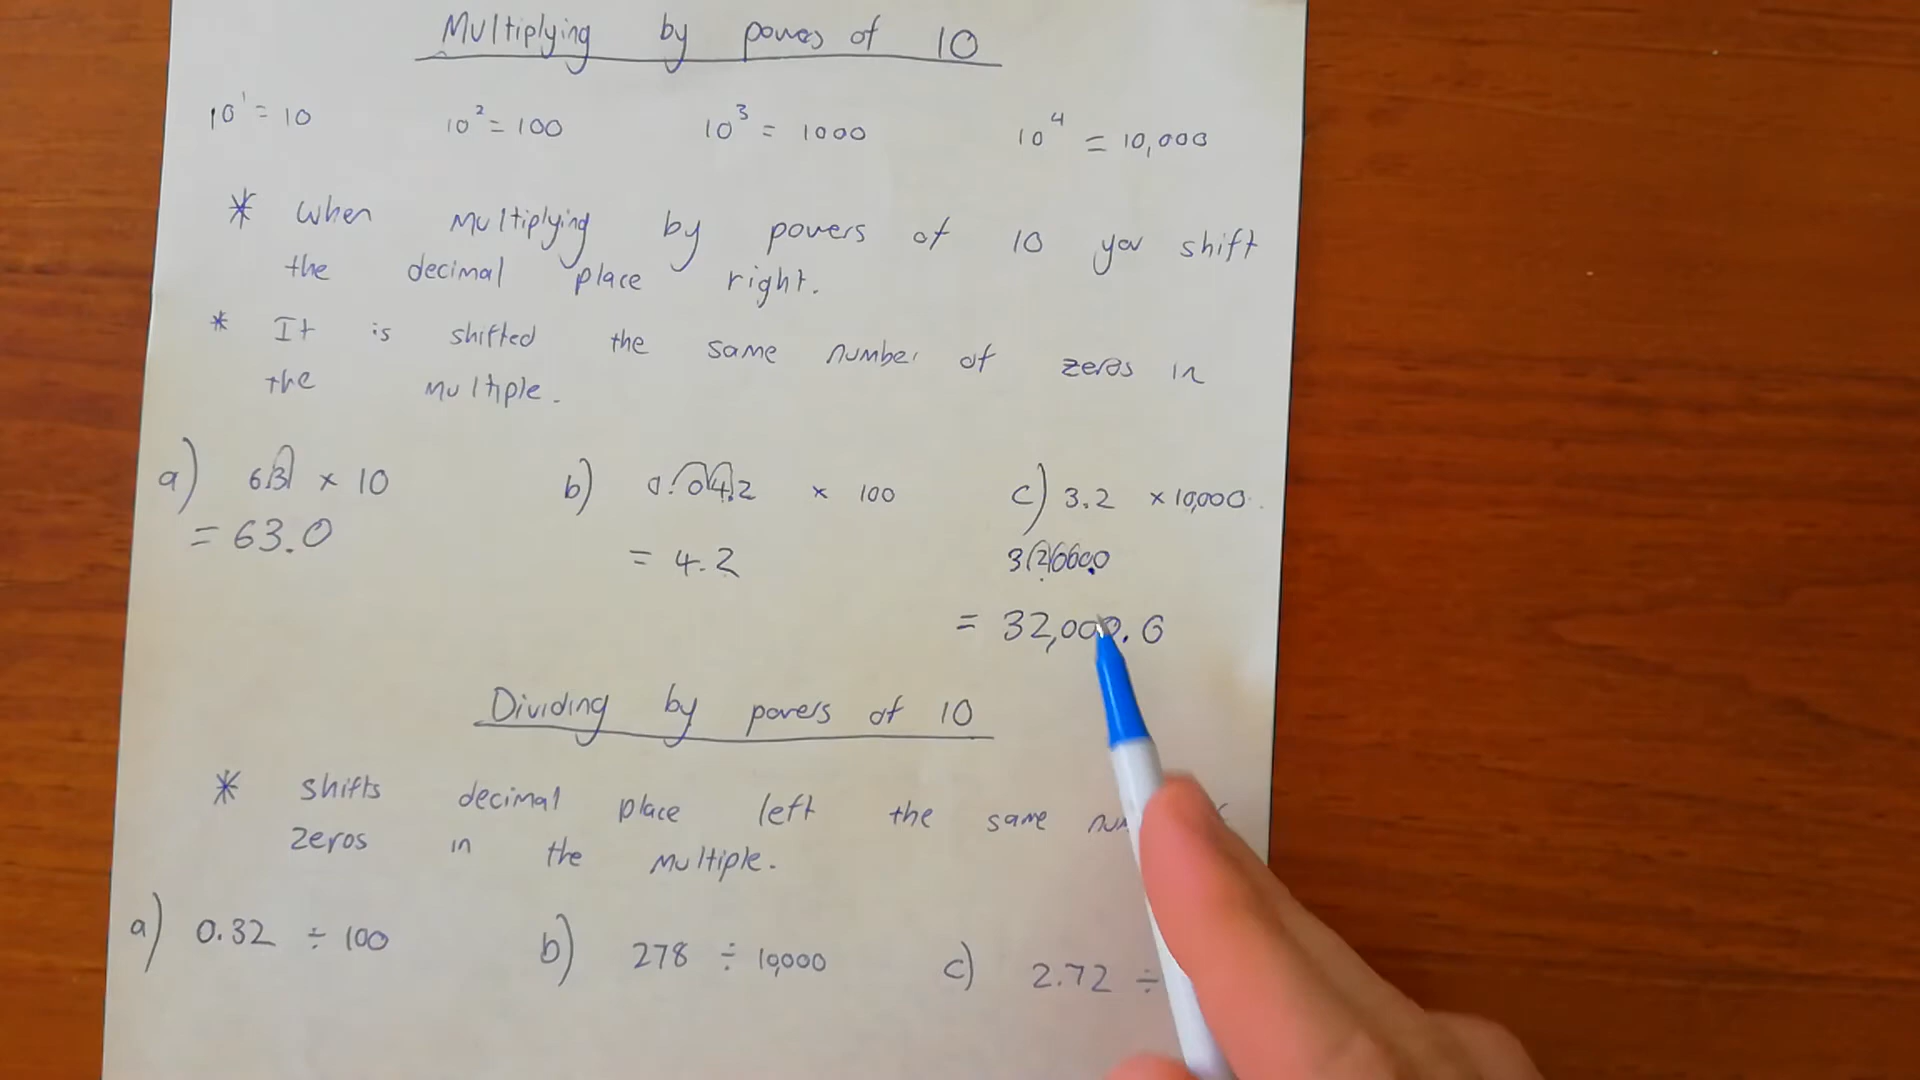 Multiplying by powers of 10
10¹ = 10 10² = 100 10³ = 1000 10⁴ = 10,000
* When multiplying by powers of 10 you shift
the decimal place right.
* It is shifted the same number of zeros in
the multiple.
a) 6.3 × 10 b) 0.04.2 × 100 c) 3.2 × 10,000
= 63.0 = 4.2 3.20000
= 32,000.0
Dividing by powers of 10
* shifts decimal place left the same
zeros in the multiple.
a) 0.32 ÷ 100 b) 278 ÷ 10,000 c) 2.72 ÷